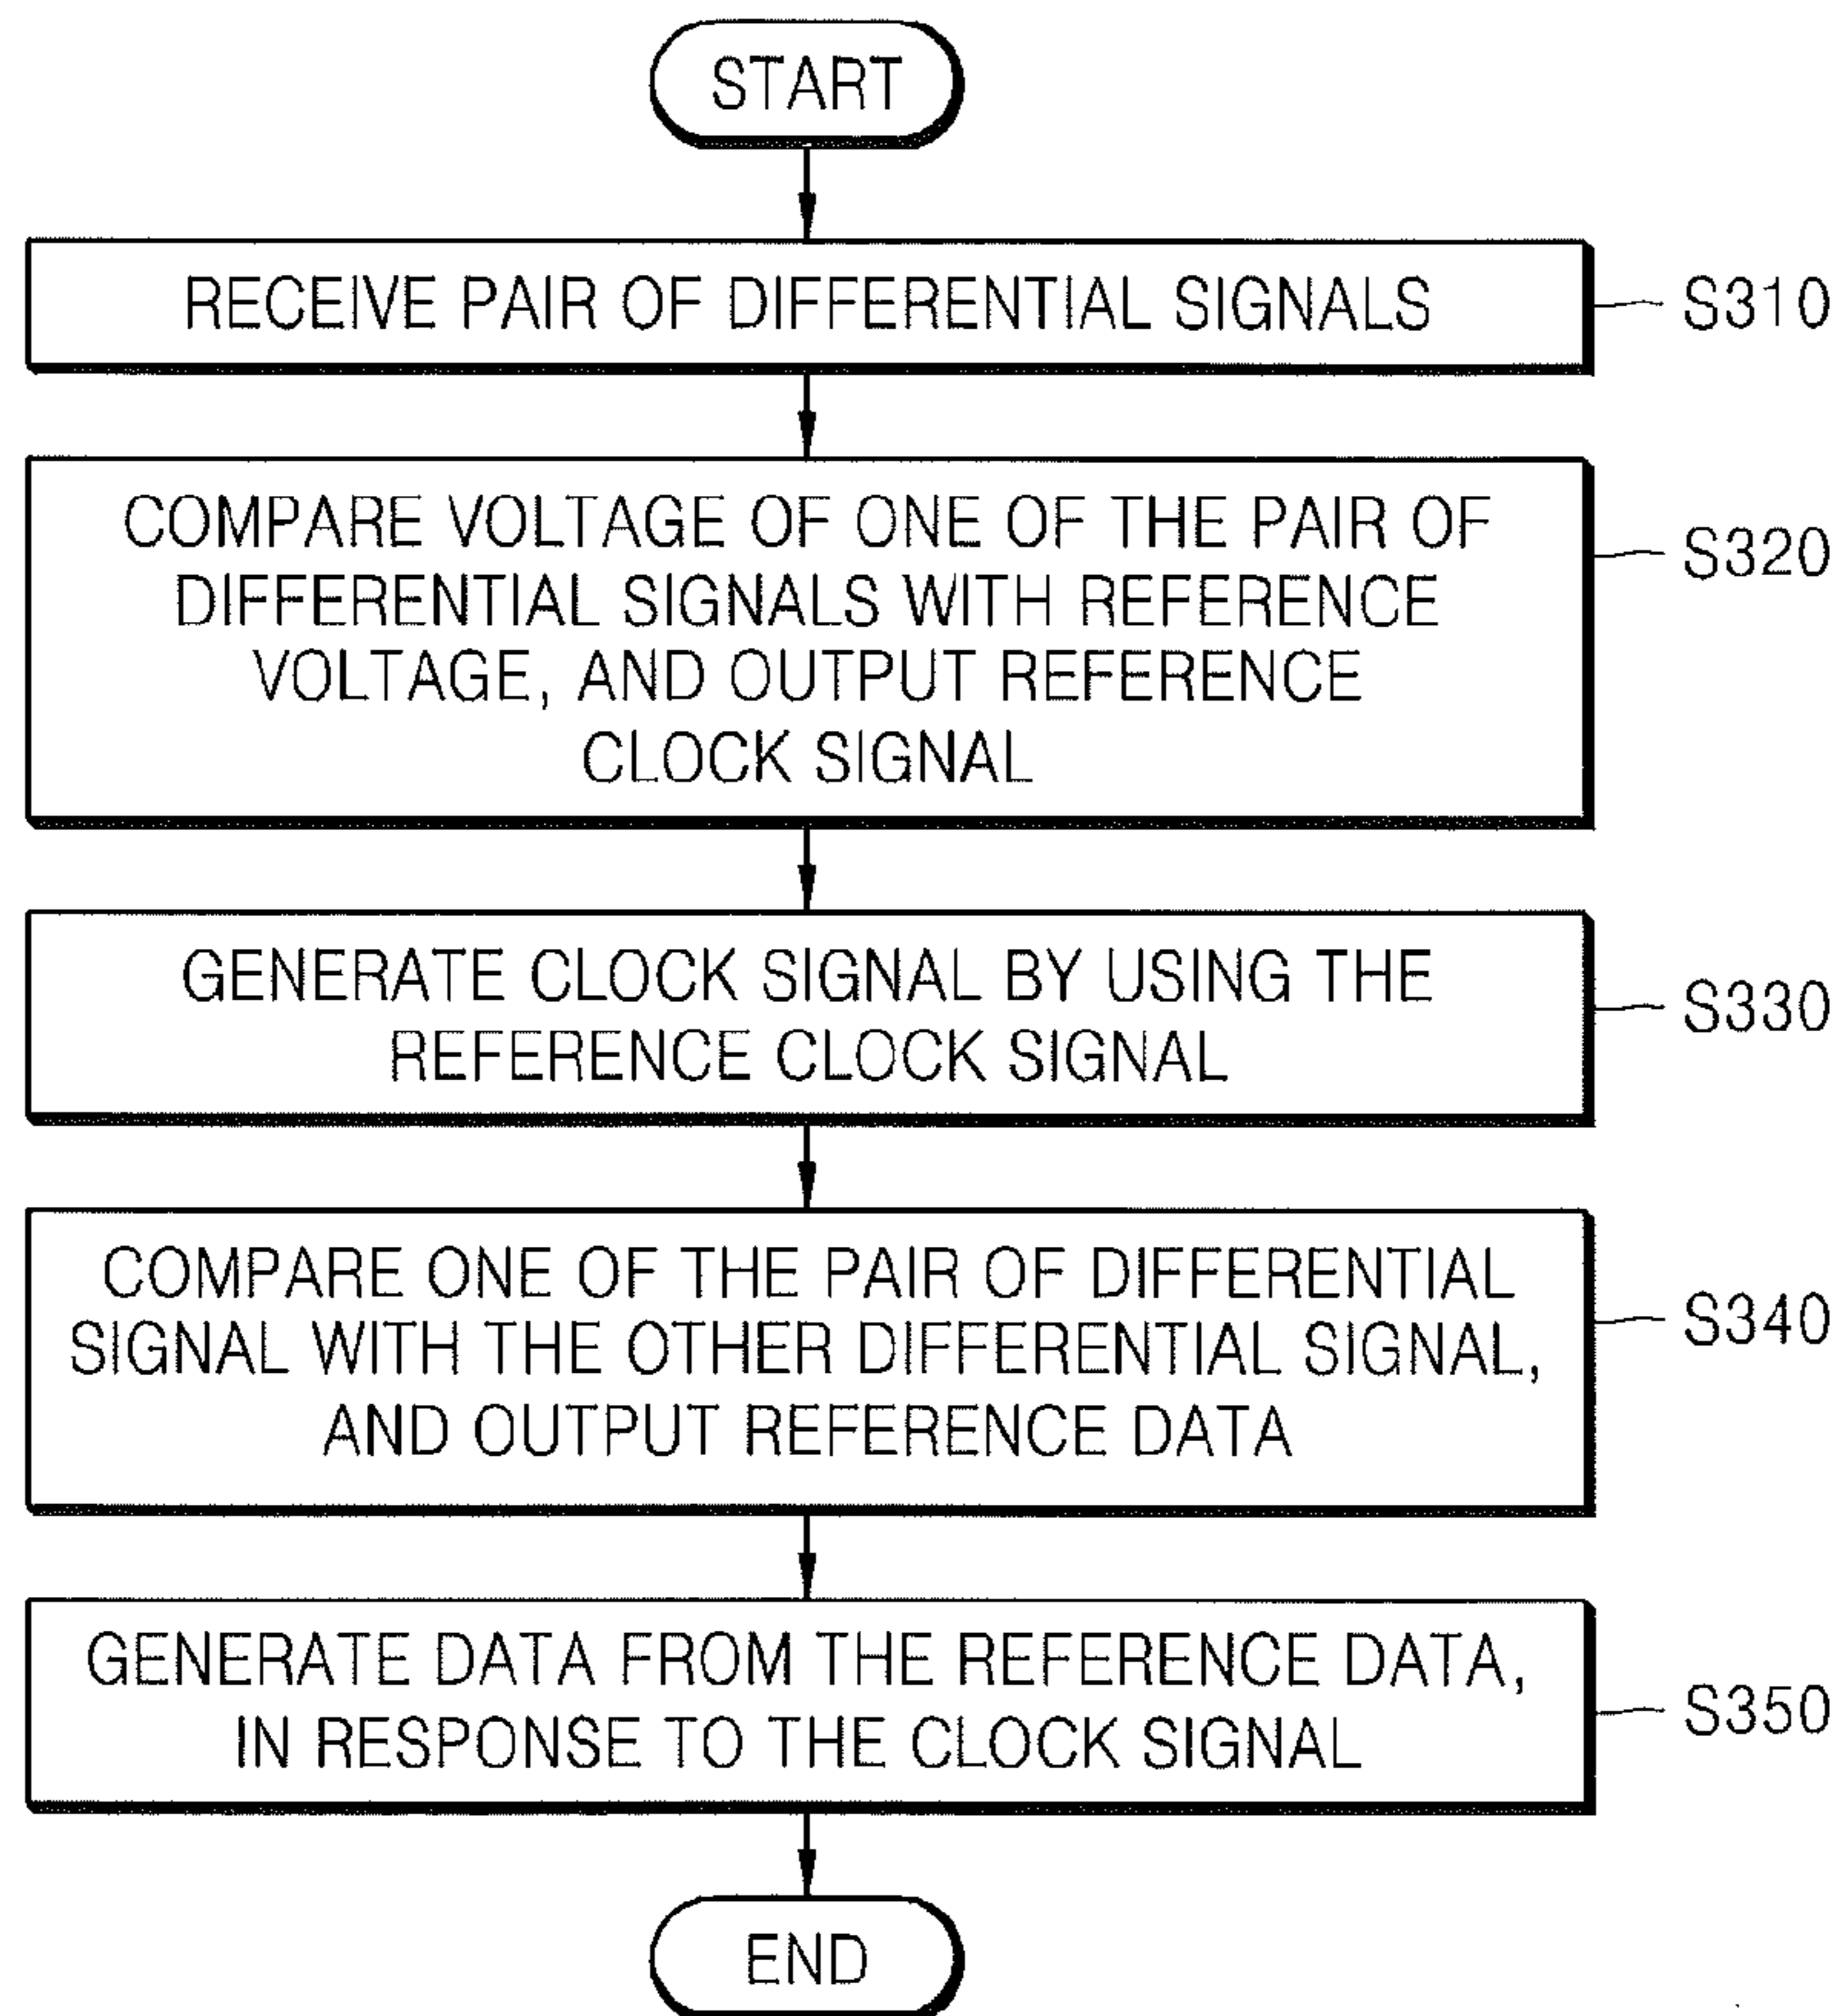 START
RECEIVE PAIR OF DIFFERENTIAL SIGNALS
S310
COMPARE VOLTAGE OF ONE OF THE PAIR OF
DIFFERENTIAL SIGNALS WITH REFERENCE
VOLTAGE, AND OUTPUT REFERENCE
CLOCK SIGNAL
S320
GENERATE CLOCK SIGNAL BY USING THE
REFERENCE CLOCK SIGNAL
S330
COMPARE ONE OF THE PAIR OF DIFFERENTIAL
SIGNAL WITH THE OTHER DIFFERENTIAL SIGNAL,
AND OUTPUT REFERENCE DATA
S340
GENERATE DATA FROM THE REFERENCE DATA,
IN RESPONSE TO THE CLOCK SIGNAL
S350
END